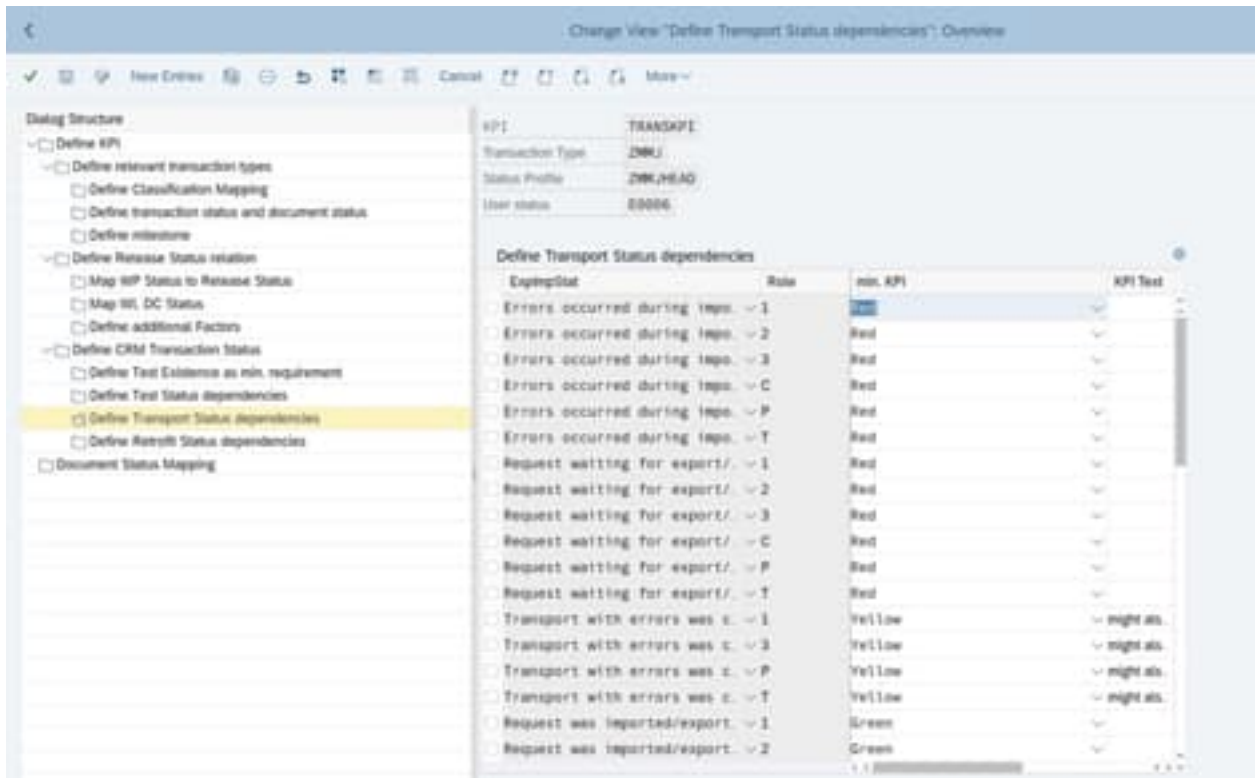 Change View "Define Transport Status dependencies": Overview
New Entries Cancel More
Dialog Structure
Define KPI
Define relevant transaction types
Define Classification Mapping
Define transaction status and document status
Define milestone
Define Release Status relation
Map WP Status to Release Status
Map WI, DC Status
Define additional Factors
Define CRM Transaction Status
Define Test Existence as min. requirement
Define Test Status dependencies
Define Transport Status dependencies
Define Retrofit Status dependencies
Document Status Mapping
KPI TRANSKPI
Transaction Type ZMMJ
Status Profile ZMMJHEAD
User status E0006
Define Transport Status dependencies
ExpImpStat Role min. KPI KPI Text
Errors occurred during impo. 1 Red
Errors occurred during impo. 2 Red
Errors occurred during impo. 3 Red
Errors occurred during impo. C Red
Errors occurred during impo. P Red
Errors occurred during impo. T Red
Request waiting for export/. 1 Red
Request waiting for export/. 2 Red
Request waiting for export/. 3 Red
Request waiting for export/. C Red
Request waiting for export/. P Red
Request waiting for export/. T Red
Transport with errors was c. 1 Yellow might als.
Transport with errors was c. 3 Yellow might als.
Transport with errors was c. P Yellow might als.
Transport with errors was c. T Yellow might als.
Request was imported/export. 1 Green
Request was imported/export. 2 Green